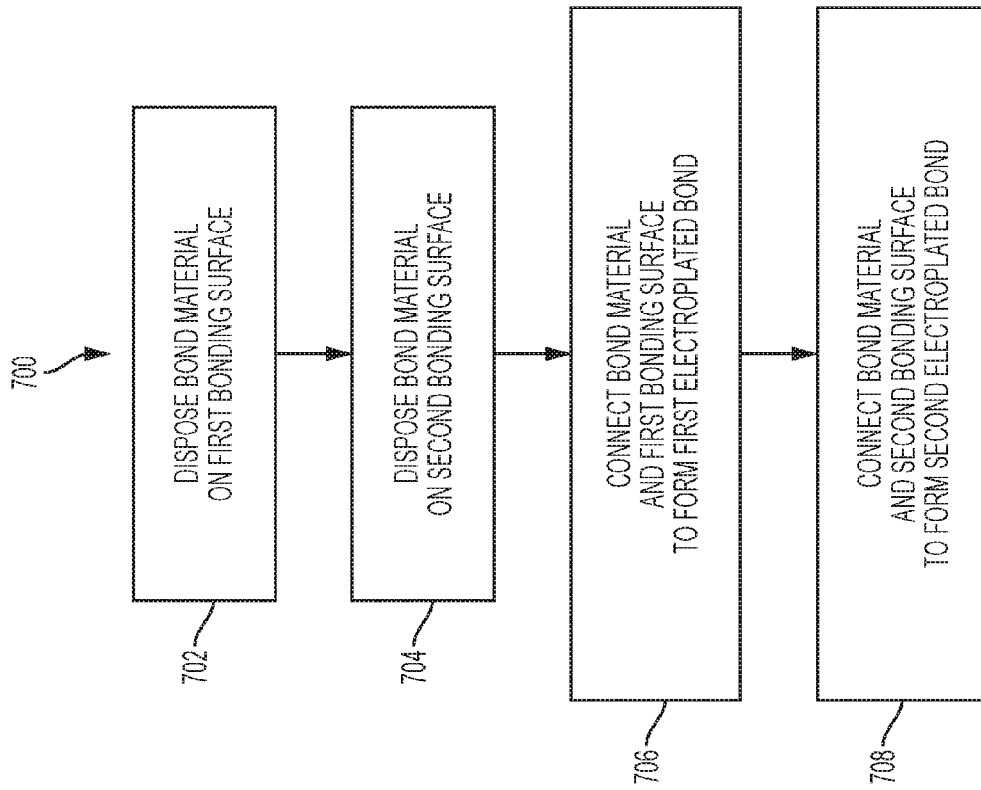 700
DISPOSE BOND MATERIAL
ON FIRST BONDING SURFACE
702
DISPOSE BOND MATERIAL
ON SECOND BONDING SURFACE
704
CONNECT BOND MATERIAL
AND FIRST BONDING SURFACE
TO FORM FIRST ELECTROPLATED BOND
706
CONNECT BOND MATERIAL
AND SECOND BONDING SURFACE
TO FORM SECOND ELECTROPLATED BOND
708